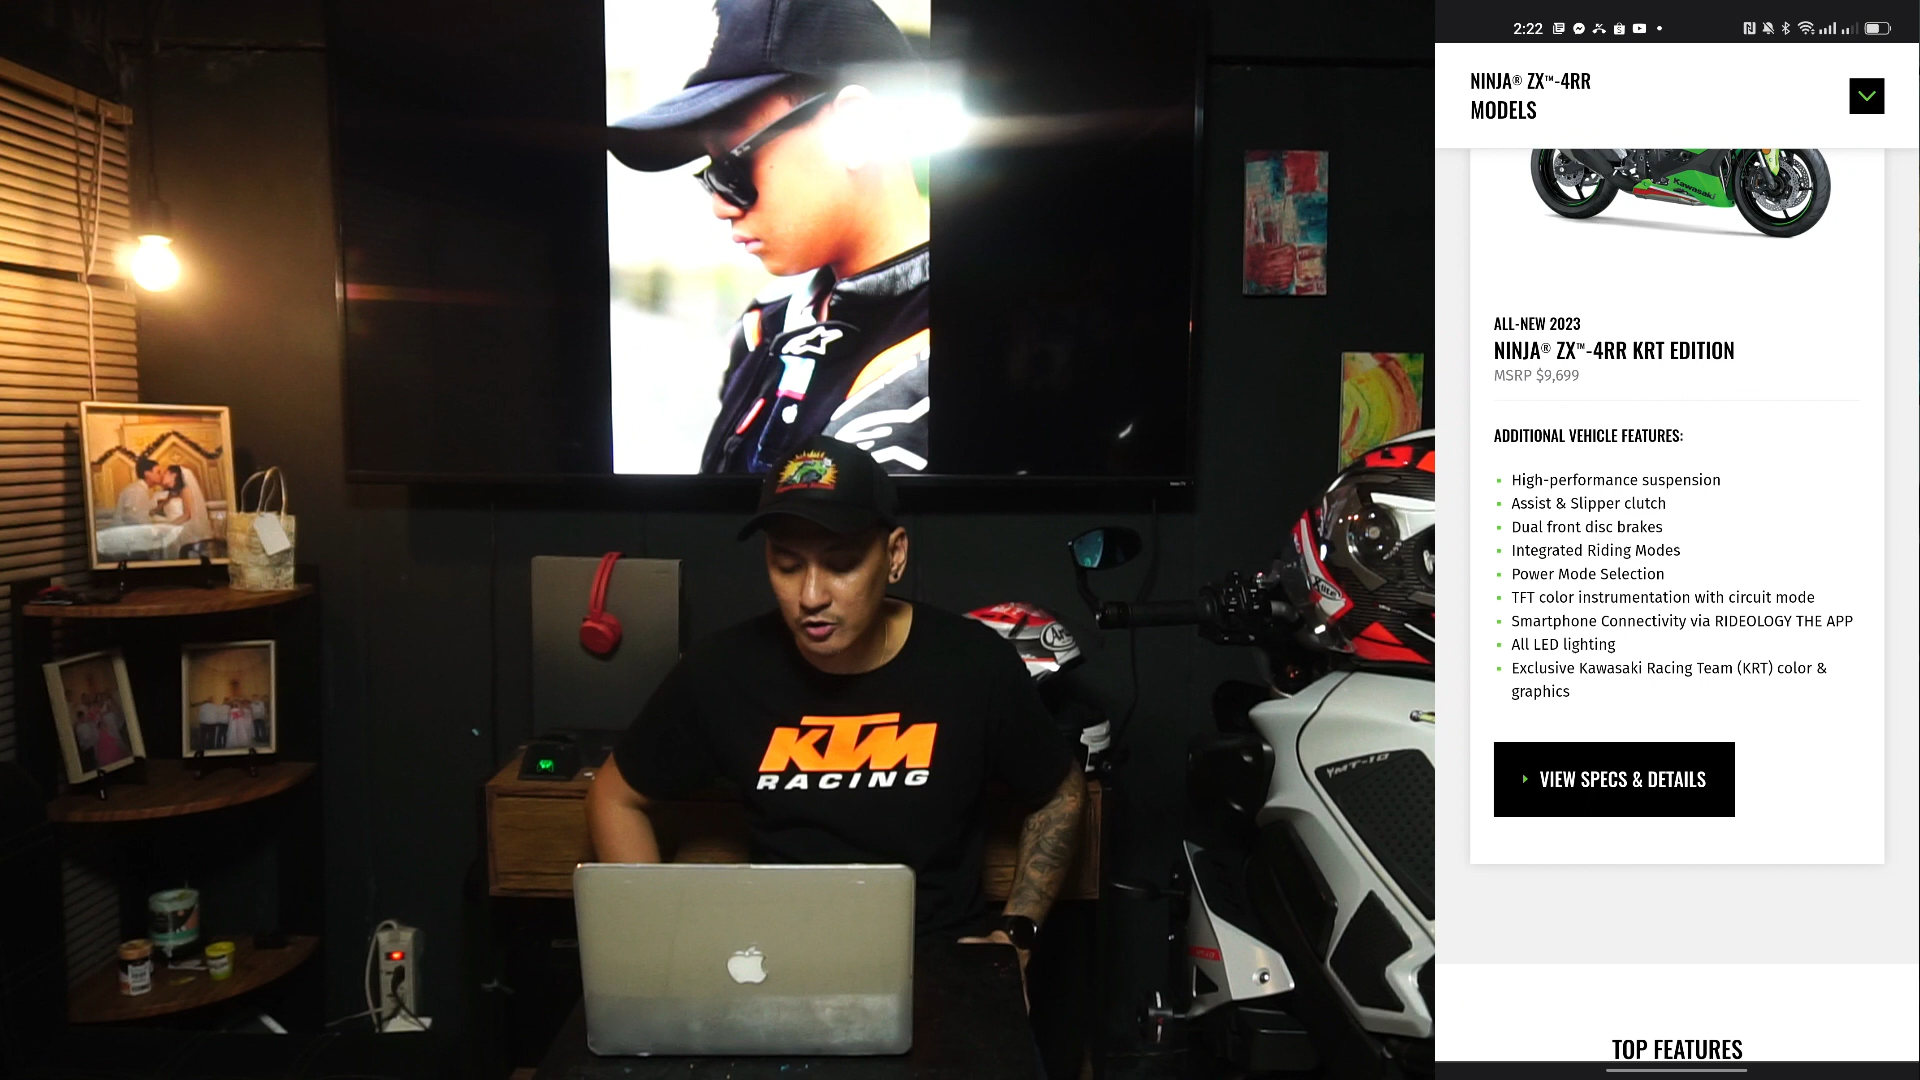 2:22
NINJA® ZX™-4RR
MODELS
Kawasaki
ALL-NEW 2023
NINJA® ZX™-4RR KRT EDITION
MSRP $9,699
ADDITIONAL VEHICLE FEATURES:
High-performance suspension
Assist & Slipper clutch
Dual front disc brakes
Integrated Riding Modes
Power Mode Selection
TFT color instrumentation with circuit mode
Smartphone Connectivity via RIDEOLOGY THE APP
All LED lighting
Exclusive Kawasaki Racing Team (KRT) color &
graphics
VIEW SPECS & DETAILS
TOP FEATURES
KTM
RACING
YMT-10